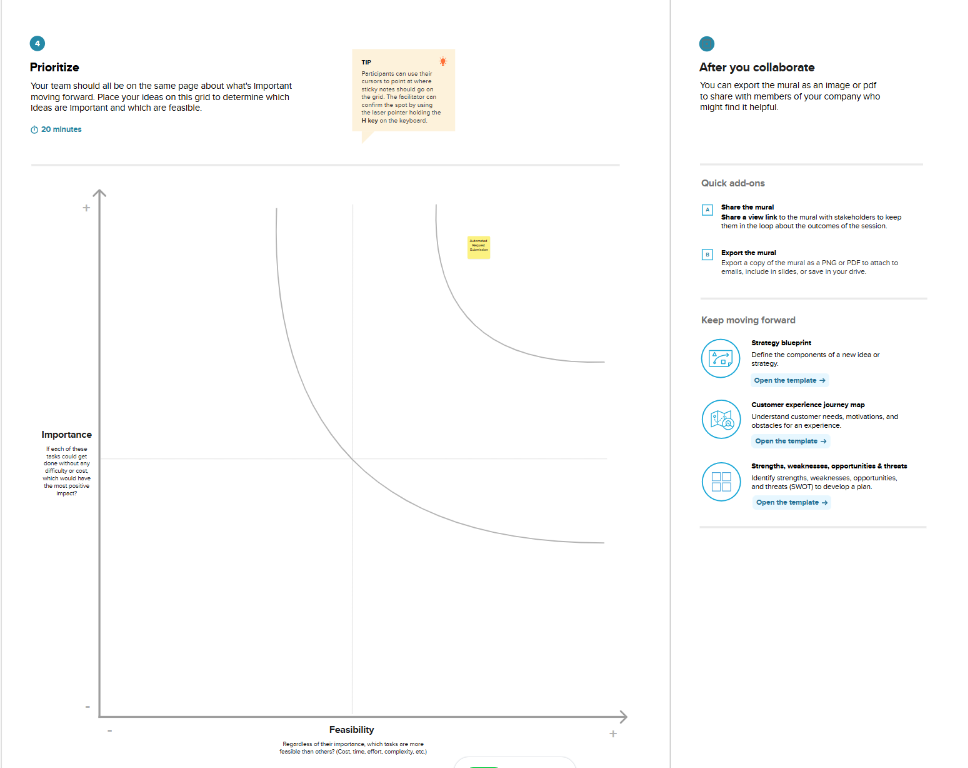 4
Prioritize
Your team should all be on the same page about what's important
moving forward. Place your ideas on this grid to determine which
ideas are important and which are feasible.
20 minutes
TIP
Participants can use their
cursors to point at where
sticky notes should go on
the grid. The facilitator can
confirm the spot by using
the laser pointer holding the
H key on the keyboard.
+
Automated
Request
Submission
Importance
If each of these
tasks could get
done without any
difficulty or cost,
which would have
the most positive
impact?
-
-
Feasibility
+
Regardless of their importance, which tasks are more
feasible than others? (Cost, time, effort, complexity, etc.)
After you collaborate
You can export the mural as an image or pdf
to share with members of your company who
might find it helpful.
Quick add-ons
A
Share the mural
Share a view link to the mural with stakeholders to keep
them in the loop about the outcomes of the session.
B
Export the mural
Export a copy of the mural as a PNG or PDF to attach to
emails, include in slides, or save in your drive.
Keep moving forward
Strategy blueprint
Define the components of a new idea or
strategy.
Open the template →
Customer experience journey map
Understand customer needs, motivations, and
obstacles for an experience.
Open the template →
Strengths, weaknesses, opportunities & threats
Identify strengths, weaknesses, opportunities,
and threats (SWOT) to develop a plan.
Open the template →